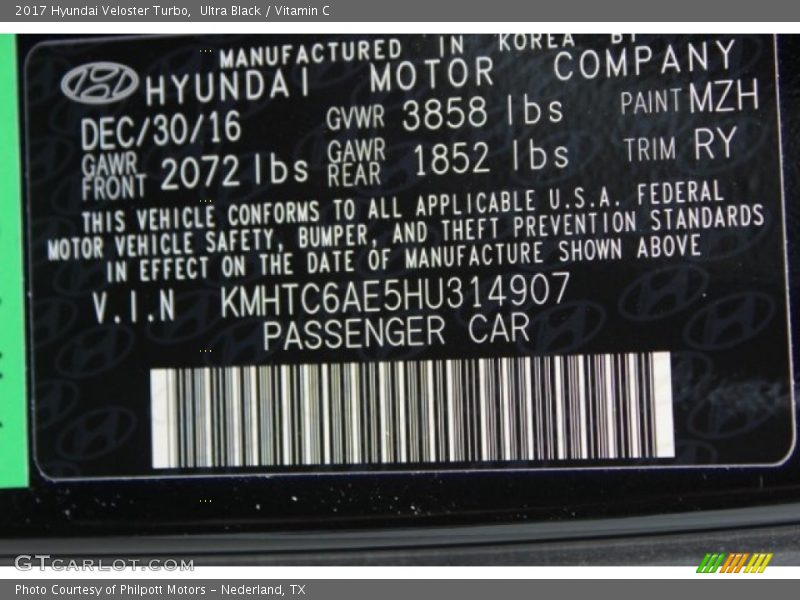 2017 Hyundai Veloster Turbo, Ultra Black / Vitamin C
MANUFACTURED IN KOREA BY
HYUNDAI MOTOR COMPANY
DEC/30/16 GVWR 3858 lbs PAINT MZH
GAWR FRONT 2072 lbs GAWR REAR 1852 lbs TRIM RY
THIS VEHICLE CONFORMS TO ALL APPLICABLE U.S.A. FEDERAL
MOTOR VEHICLE SAFETY, BUMPER, AND THEFT PREVENTION STANDARDS
IN EFFECT ON THE DATE OF MANUFACTURE SHOWN ABOVE
V.I.N KMHTC6AE5HU314907
PASSENGER CAR
GTCARLOT.COM
Photo Courtesy of Philpott Motors - Nederland, TX